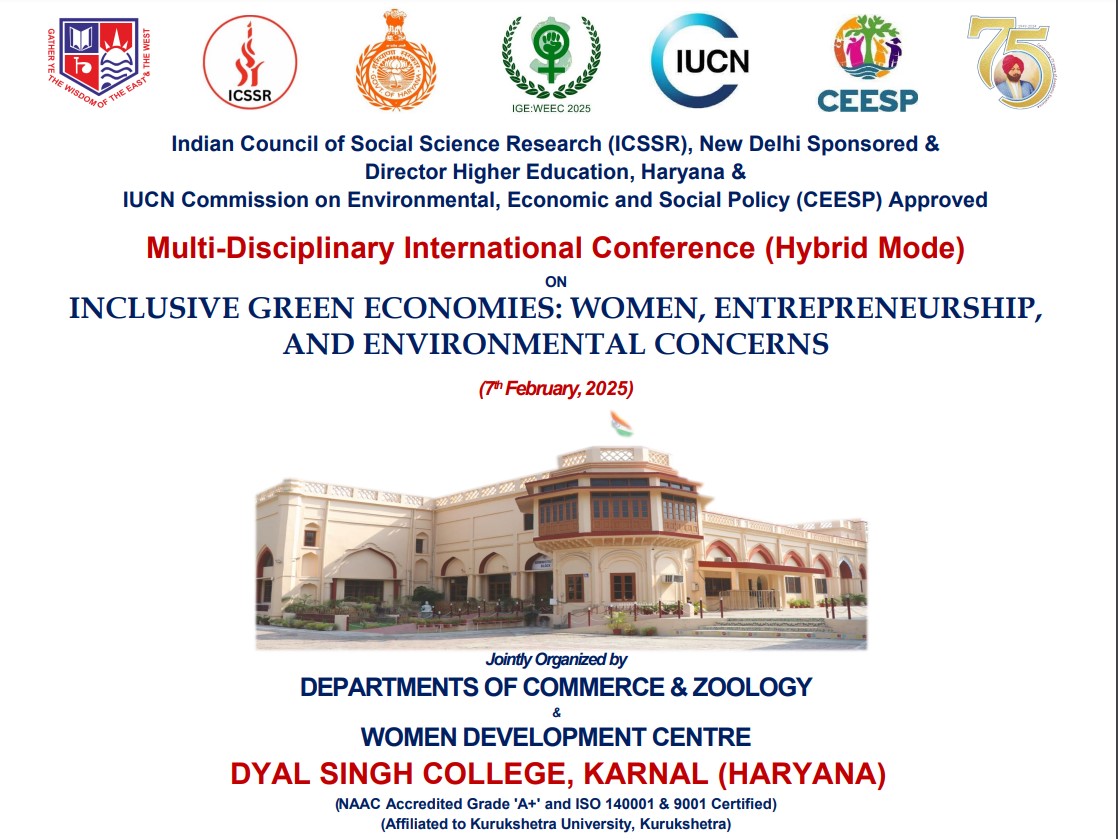 GATHER YE THE WISDOM OF THE EAST & THE WEST
ICSSR
GOVT. OF HARYANA
IGE:WEEC 2025
IUCN
CEESP
75
Indian Council of Social Science Research (ICSSR), New Delhi Sponsored &
Director Higher Education, Haryana &
IUCN Commission on Environmental, Economic and Social Policy (CEESP) Approved
Multi-Disciplinary International Conference (Hybrid Mode)
ON
INCLUSIVE GREEN ECONOMIES: WOMEN, ENTREPRENEURSHIP,
AND ENVIRONMENTAL CONCERNS
(7th February, 2025)
Jointly Organized by
DEPARTMENTS OF COMMERCE & ZOOLOGY
&
WOMEN DEVELOPMENT CENTRE
DYAL SINGH COLLEGE, KARNAL (HARYANA)
(NAAC Accredited Grade 'A+' and ISO 140001 & 9001 Certified)
(Affiliated to Kurukshetra University, Kurukshetra)